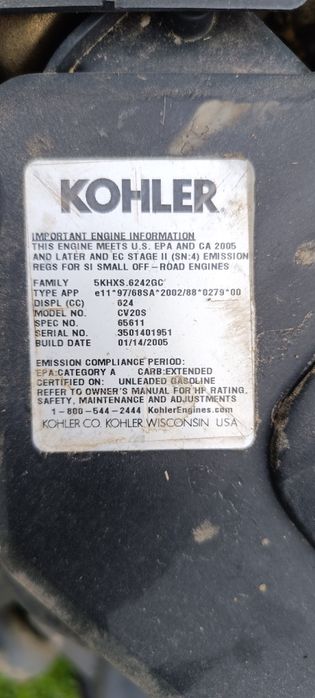 KOHLER.
IMPORTANT ENGINE INFORMATION
THIS ENGINE MEETS U.S. EPA AND CA 2005
AND LATER AND EC STAGE II (SN:4) EMISSION
REGS FOR SI SMALL OFF-ROAD ENGINES
FAMILY 5KHXS.6242GC
TYPE APP e11*97/68SA*2002/88*0279*00
DISPL (CC) 624
MODEL NO. CV20S
SPEC NO. 65611
SERIAL NO. 3501401951
BUILD DATE 01/14/2005
EMISSION COMPLIANCE PERIOD:
EPA:CATEGORY A CARB:EXTENDED
CERTIFIED ON: UNLEADED GASOLINE
REFER TO OWNER'S MANUAL FOR HP RATING,
SAFETY, MAINTENANCE AND ADJUSTMENTS
1-800-544-2444 KohlerEngines.com
KOHLER CO. KOHLER WISCONSIN USA